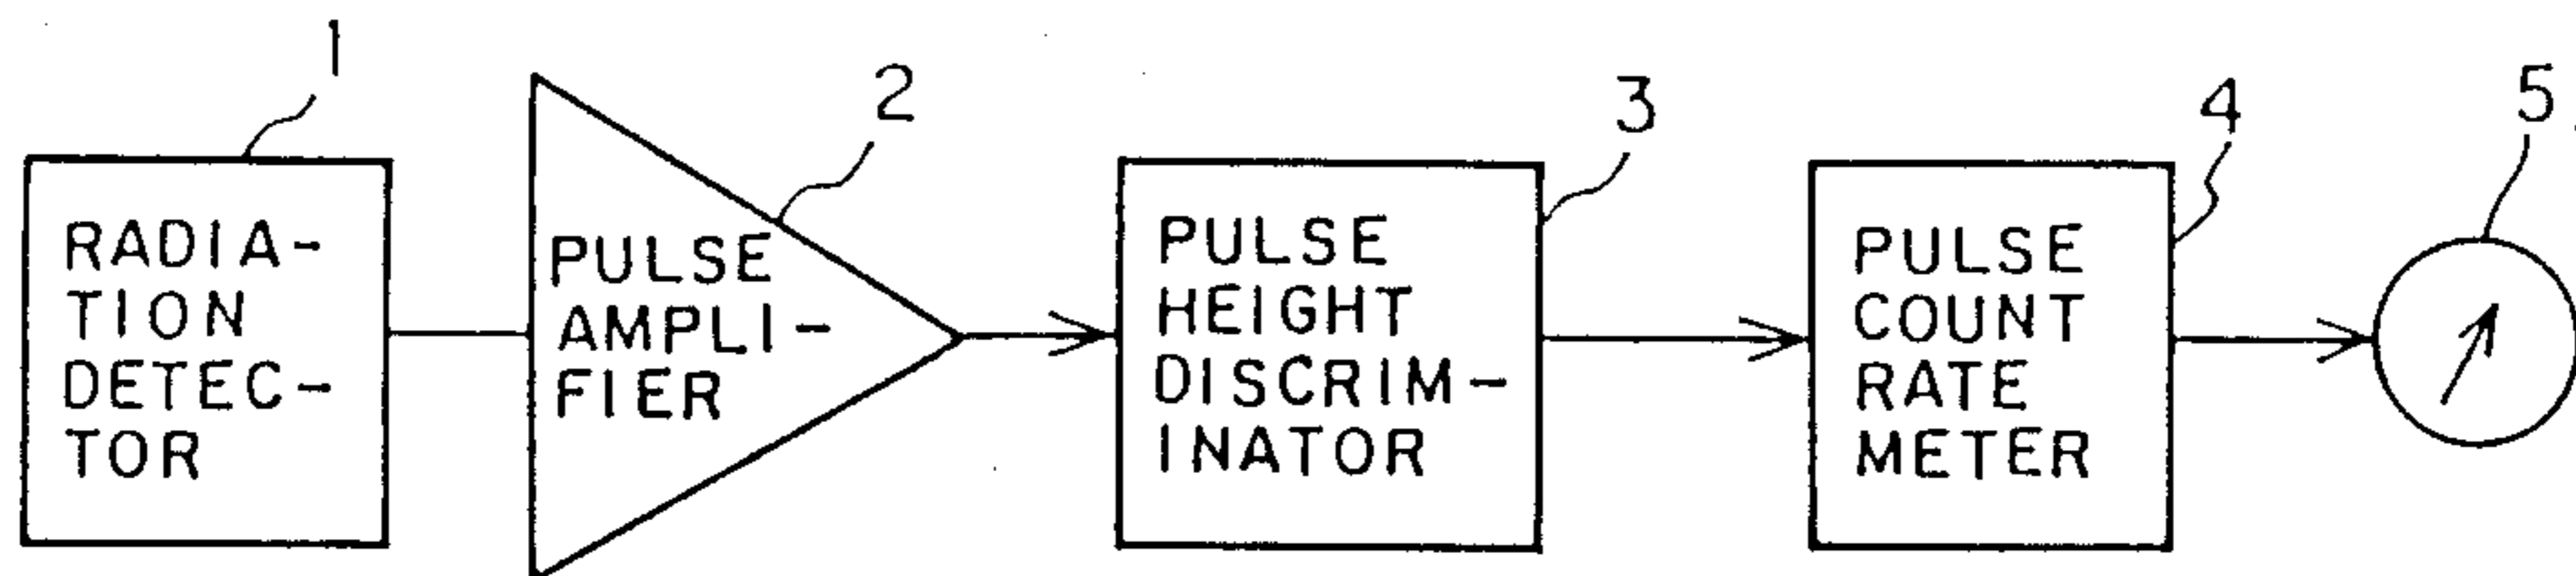 1
2
3
4
5
RADIA-
TION
DETEC-
TOR
PULSE
AMPLI-
FIER
PULSE
HEIGHT
DISCRIM-
INATOR
PULSE
COUNT
RATE
METER